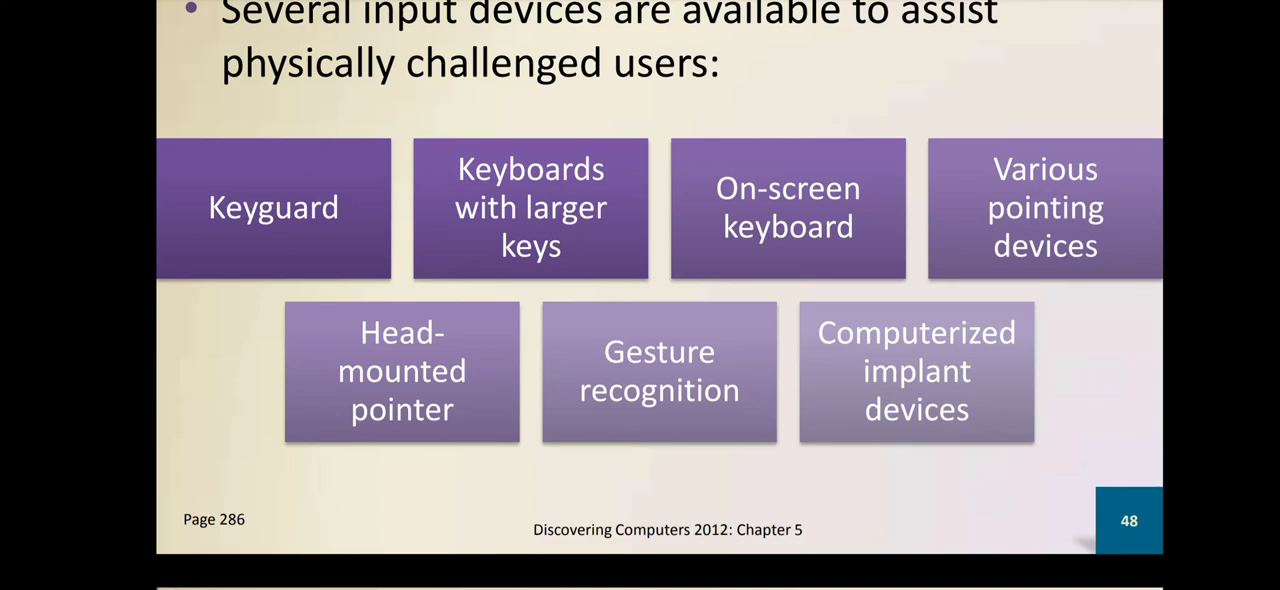 • Several input devices are available to assist
physically challenged users:
Keyguard
Keyboards
with larger
keys
On-screen
keyboard
Various
pointing
devices
Head-
mounted
pointer
Gesture
recognition
Computerized
implant
devices
Page 286
Discovering Computers 2012: Chapter 5
48